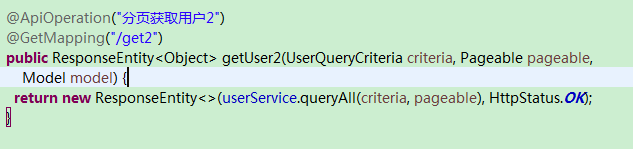 @ApiOperation("分页获取用户2")
@GetMapping("/get2")
public ResponseEntity<Object> getUser2(UserQueryCriteria criteria, Pageable pageable,
Model model) {
return new ResponseEntity<>(userService.queryAll(criteria, pageable), HttpStatus.OK);
}